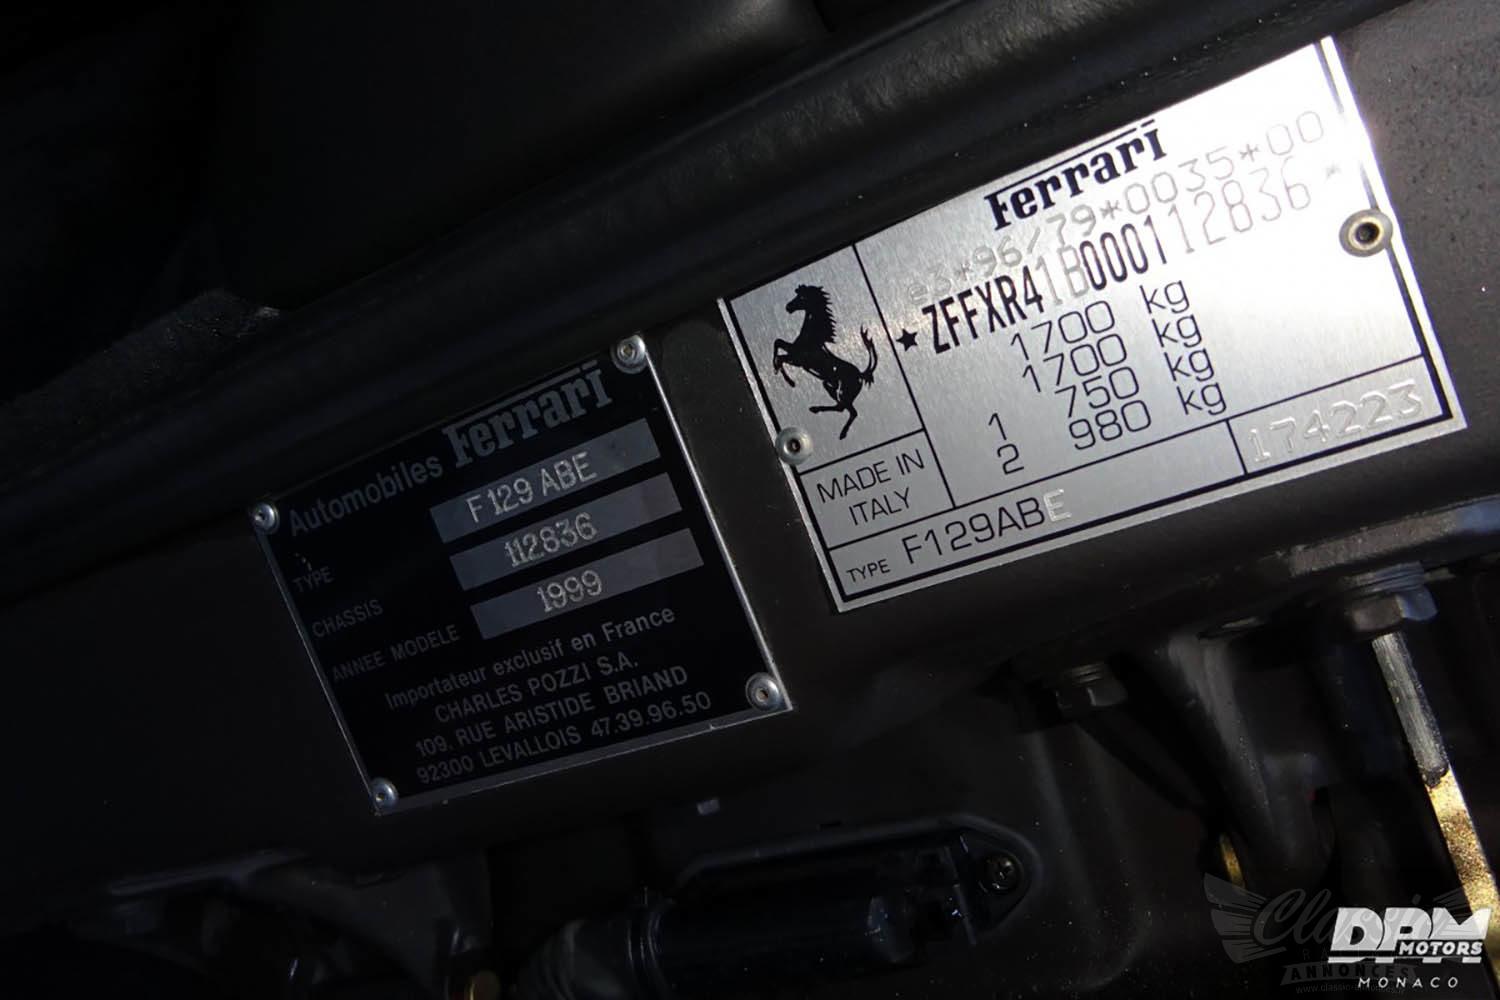 Automobiles Ferrari
TYPE F129 ABE
CHASSIS 112836
ANNEE MODELE 1999
Importateur exclusif en France
CHARLES POZZI S.A.
109, RUE ARISTIDE BRIAND
92300 LEVALLOIS 47.39.96.50
Ferrari
e3*96/79*0035*00
★ZFFXR41B000112836*
1700 kg
1700 kg
1 750 kg
2 980 kg
MADE IN
ITALY
TYPE F129ABE
174223
DPM
MOTORS
MONACO
Classic
ANNONCES